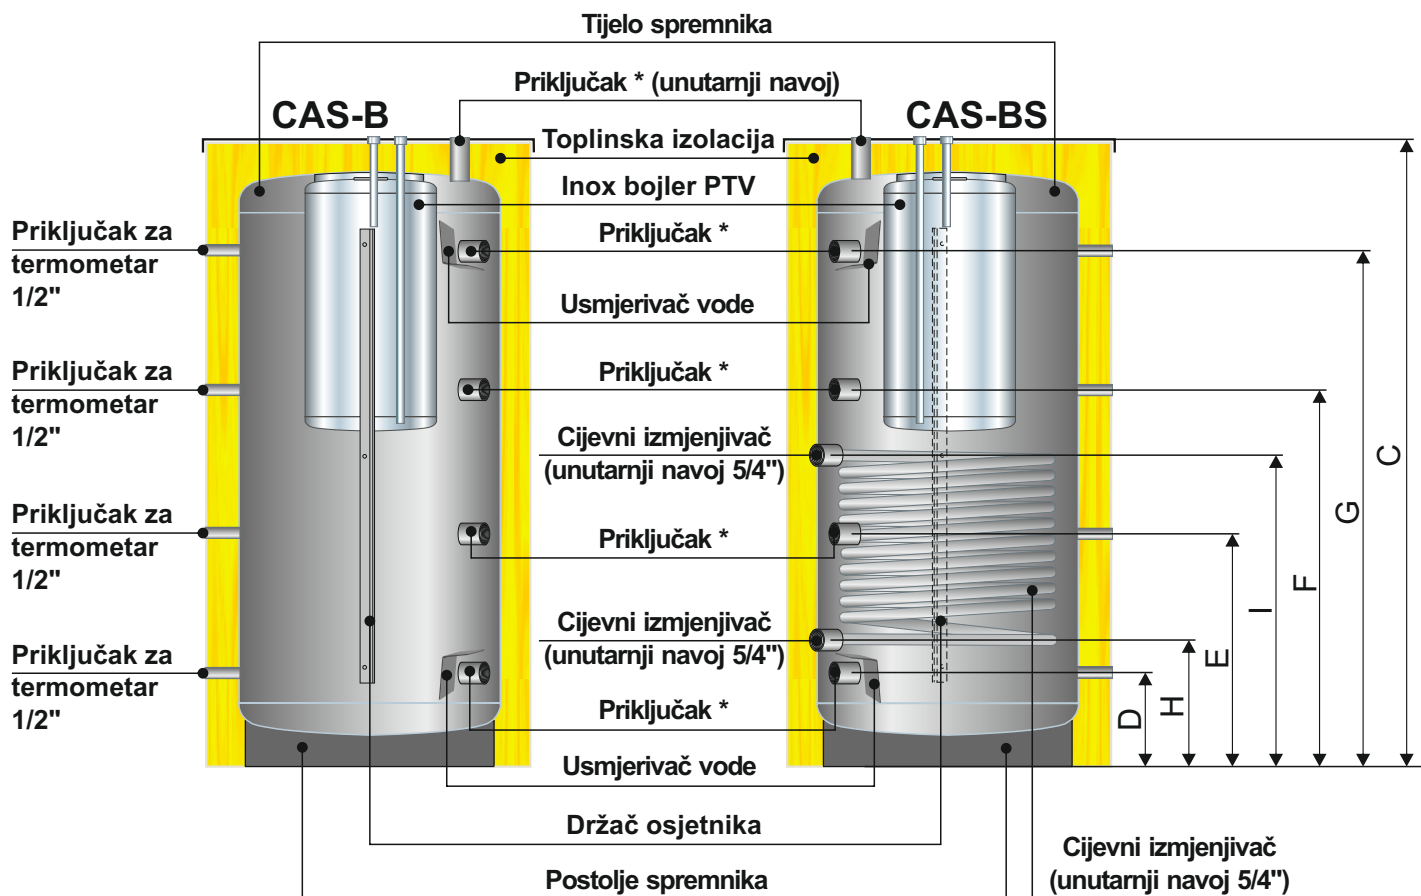 Tijelo spremnika
Priključak * (unutarnji navoj)
CAS-B
CAS-BS
Toplinska izolacija
Inox bojler PTV
Priključak za
termometar
1/2"
Priključak *
Usmjerivač vode
Priključak za
termometar
1/2"
Priključak *
Cijevni izmjenjivač
(unutarnji navoj 5/4")
Priključak za
termometar
1/2"
Priključak *
Cijevni izmjenjivač
(unutarnji navoj 5/4")
Priključak za
termometar
1/2"
Priključak *
Usmjerivač vode
Držač osjetnika
Postolje spremnika
Cijevni izmjenjivač
(unutarnji navoj 5/4")
D
H
E
I
F
G
C